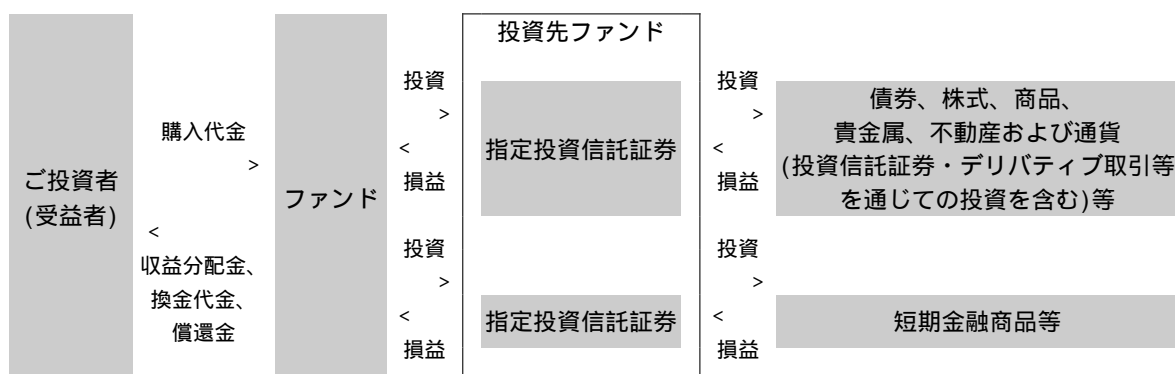 投資先ファンド
ご投資者
(受益者)
購入代金
>
<
収益分配金、
換金代金、
償還金
ファンド
投資
>
<
損益
指定投資信託証券
投資
>
<
損益
債券、株式、商品、
貴金属、不動産および通貨
(投資信託証券・デリバティブ取引等
を通じての投資を含む)等
投資
>
<
損益
指定投資信託証券
投資
>
<
損益
短期金融商品等